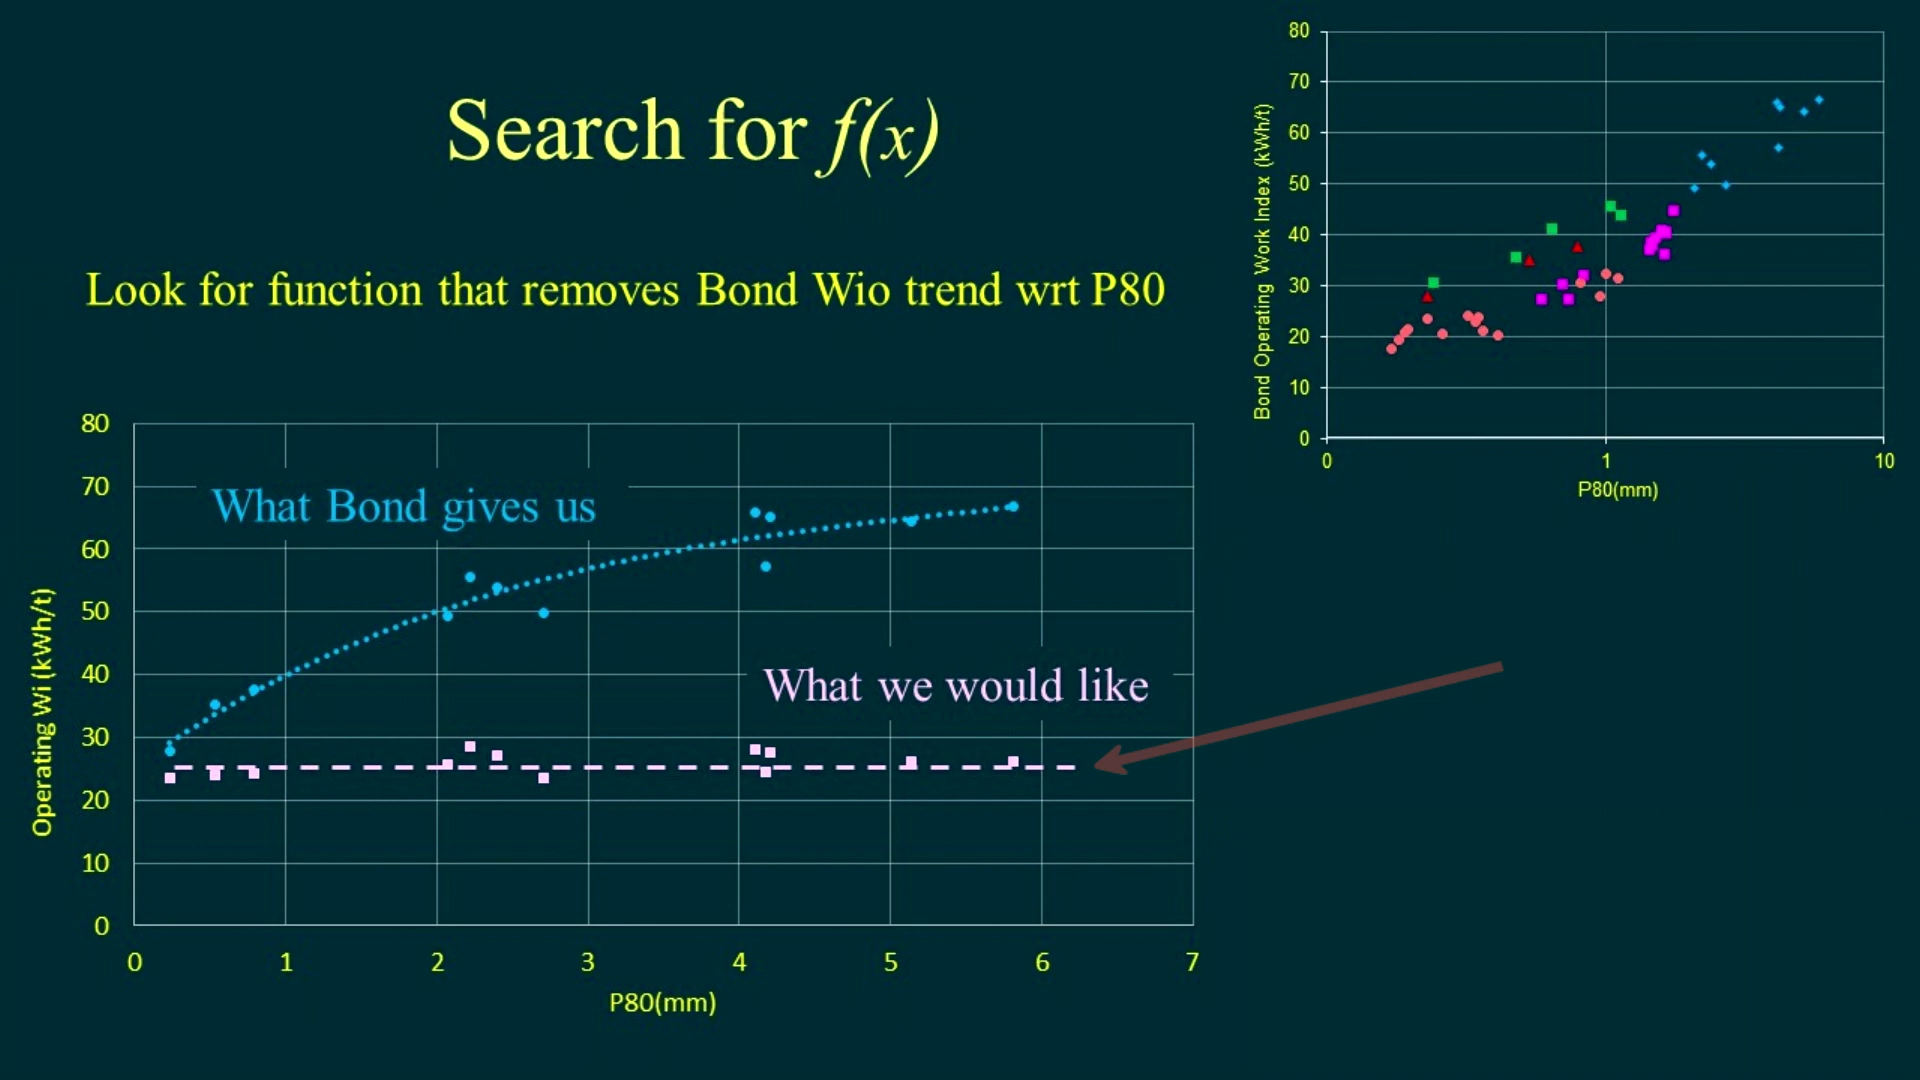 Search for f(x)
Look for function that removes Bond Wio trend wrt P80
80
70
60
50
40
30
20
10
0
Operating Wi (kWh/t)
What Bond gives us
What we would like
0 1 2 3 4 5 6 7
P80(mm)
80
70
60
50
40
30
20
10
0
Bond Operating Work Index (kWh/t)
0 1 10
P80(mm)